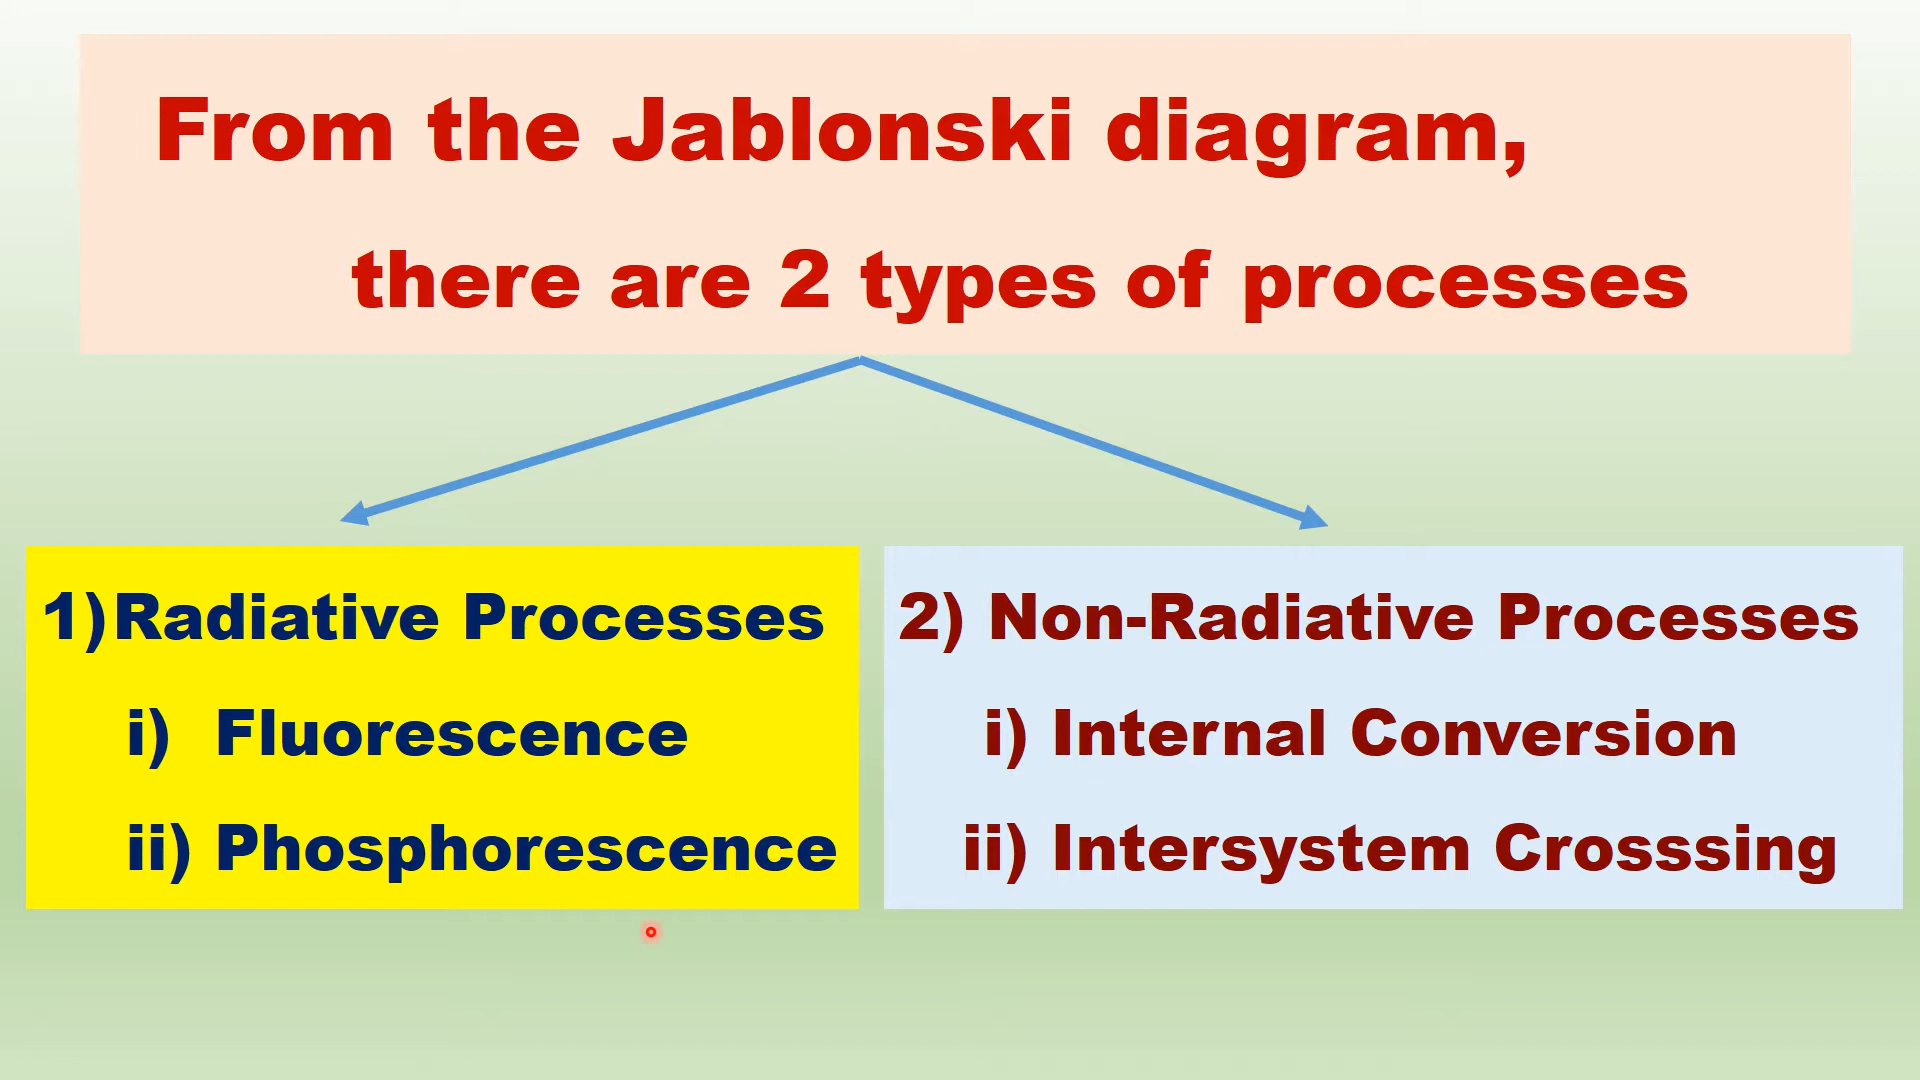 From the Jablonski diagram,
there are 2 types of processes
1)Radiative Processes
i) Fluorescence
ii) Phosphorescence
2) Non-Radiative Processes
i) Internal Conversion
ii) Intersystem Crosssing